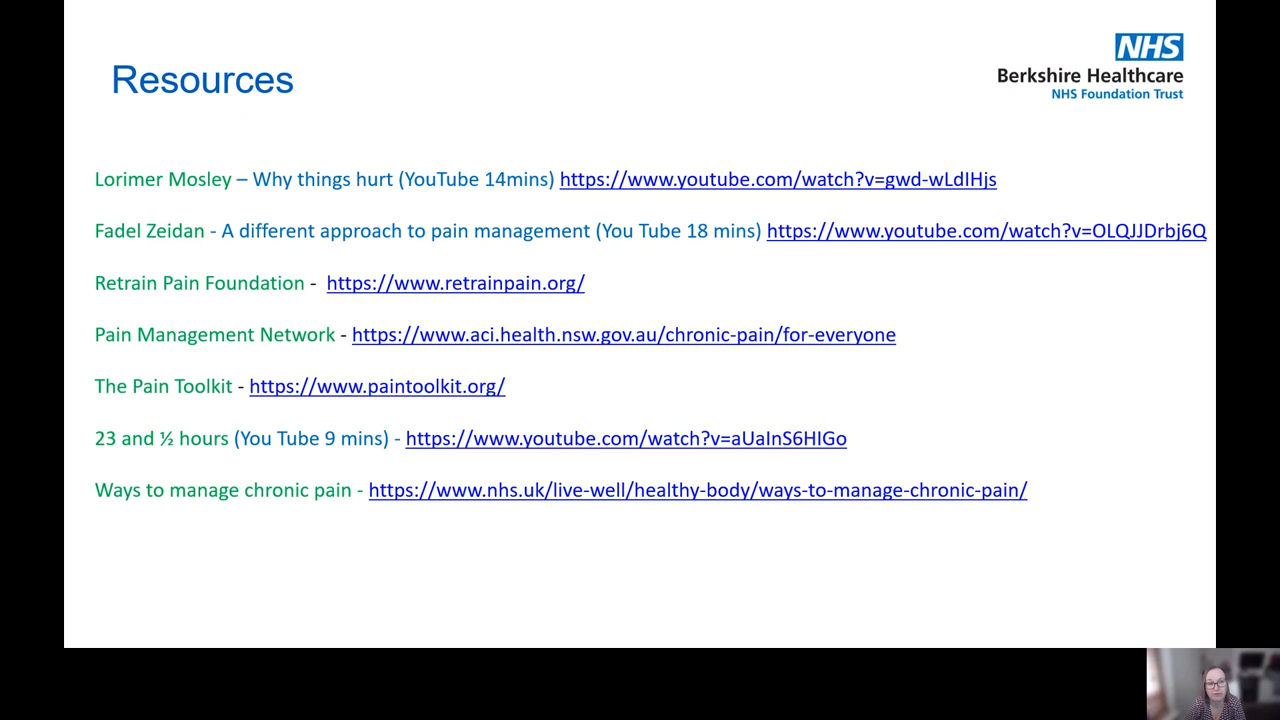 Resources
NHS
Berkshire Healthcare
NHS Foundation Trust
Lorimer Mosley – Why things hurt (YouTube 14mins) https://www.youtube.com/watch?v=gwd-wLdIHjs
Fadel Zeidan - A different approach to pain management (You Tube 18 mins) https://www.youtube.com/watch?v=OLQJJDrbj6Q
Retrain Pain Foundation - https://www.retrainpain.org/
Pain Management Network - https://www.aci.health.nsw.gov.au/chronic-pain/for-everyone
The Pain Toolkit - https://www.paintoolkit.org/
23 and ½ hours (You Tube 9 mins) - https://www.youtube.com/watch?v=aUaInS6HIGo
Ways to manage chronic pain - https://www.nhs.uk/live-well/healthy-body/ways-to-manage-chronic-pain/